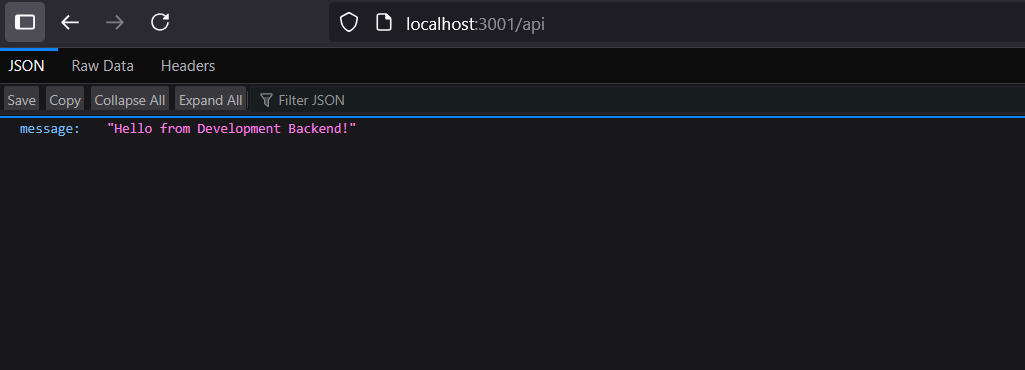 localhost:3001/api
JSON Raw Data Headers
Save Copy Collapse All Expand All Filter JSON
message: "Hello from Development Backend!"